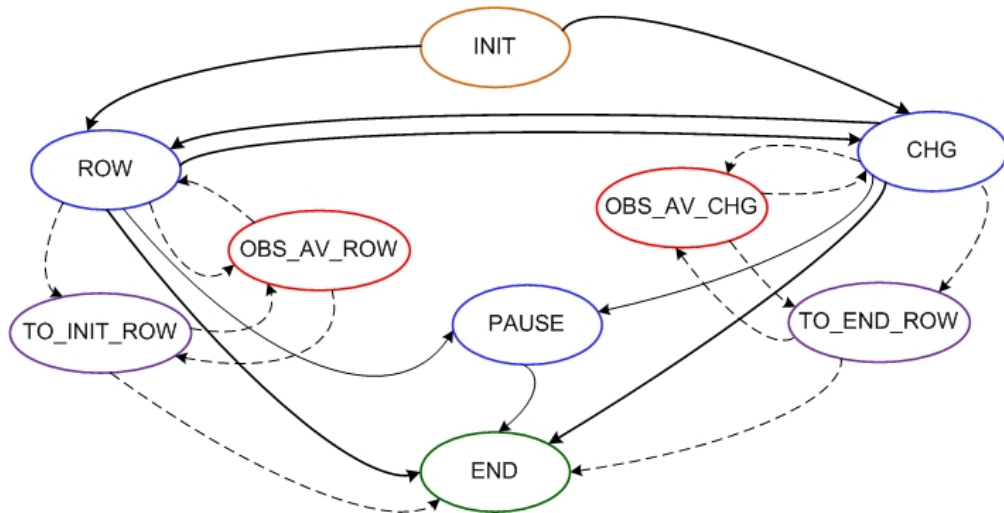 INIT
ROW
CHG
OBS_AV_CHG
OBS_AV_ROW
TO_INIT_ROW
PAUSE
TO_END_ROW
END